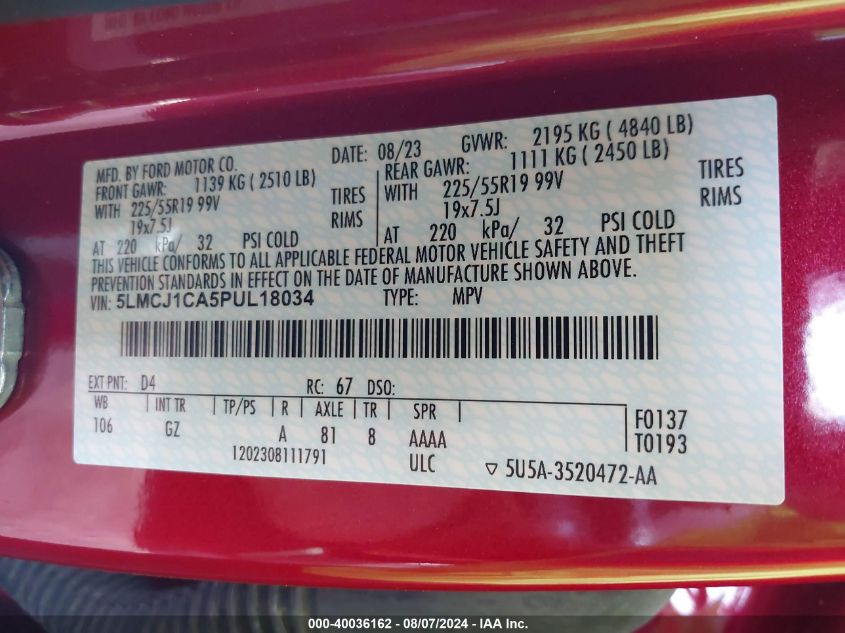 MFD. BY FORD MOTOR CO.
DATE: 08/23 GVWR: 2195 KG ( 4840 LB)
FRONT GAWR: 1139 KG ( 2510 LB)
WITH 225/55R19 99V TIRES
19x7.5J RIMS
AT 220 kPa/ 32 PSI COLD
REAR GAWR: 1111 KG ( 2450 LB)
WITH 225/55R19 99V TIRES
19x7.5J RIMS
AT 220 kPa/ 32 PSI COLD
THIS VEHICLE CONFORMS TO ALL APPLICABLE FEDERAL MOTOR VEHICLE SAFETY AND THEFT
PREVENTION STANDARDS IN EFFECT ON THE DATE OF MANUFACTURE SHOWN ABOVE.
VIN: 5LMCJ1CA5PUL18034 TYPE: MPV
EXT PNT: D4 RC: 67 DSO:
WB | INT TR | TP/PS | R | AXLE | TR | SPR |
106 GZ A 81 8 AAAA
F0137
T0193
1202308111791 ULC
▽ 5U5A-3520472-AA
000-40036162 - 08/07/2024 - IAA Inc.